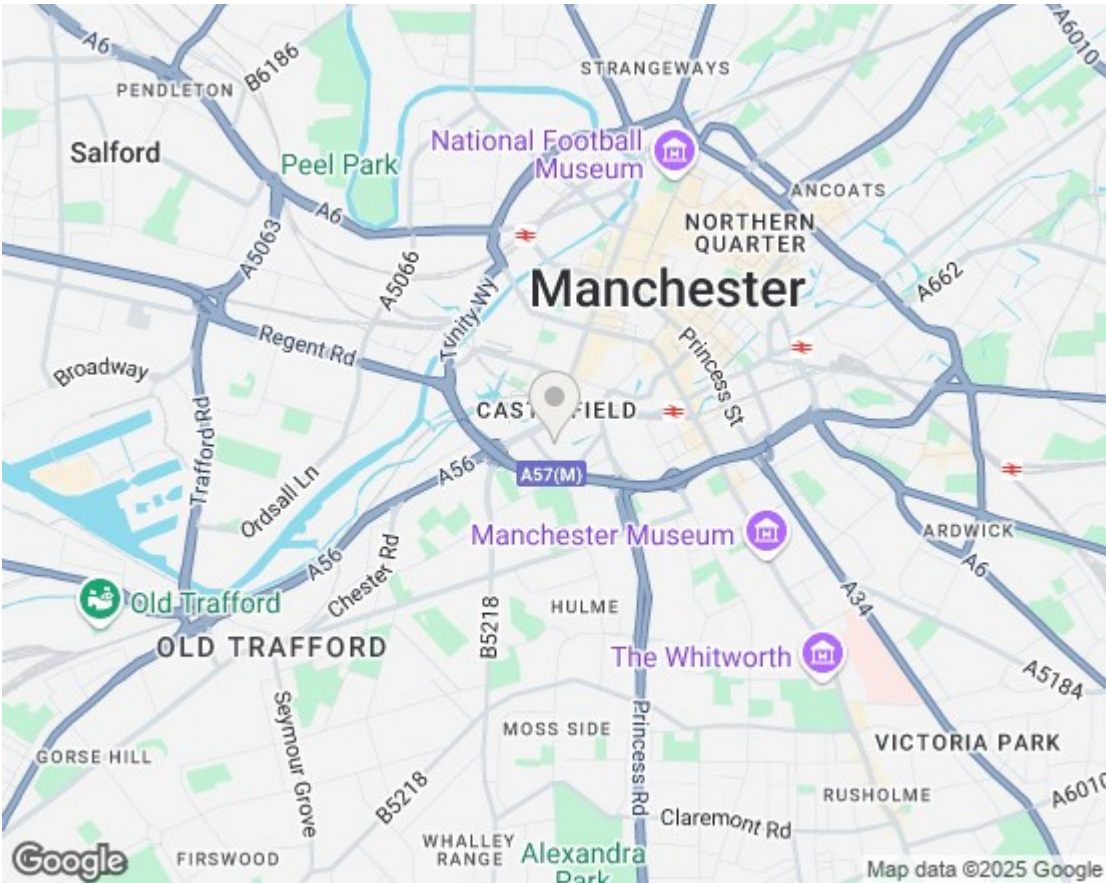 A6
B6186
A6010
STRANGEWAYS
PENDLETON
National Football
Museum
Salford
Peel Park
ANCOATS
A6
NORTHERN
QUARTER
A5063
A5066
A662
Manchester
Trinity Wy
Regent Rd
Princess St
Broadway
CASTLEFIELD
Trafford Rd
A56
A57(M)
Ordsall Ln
Manchester Museum
ARDWICK
A56
Chester Rd
A6
Old Trafford
A34
HULME
B5218
OLD TRAFFORD
The Whitworth
A5184
Seymour Grove
Princess Rd
MOSS SIDE
VICTORIA PARK
GORSE HILL
B5218
RUSHOLME
A6010
Claremont Rd
WHALLEY
RANGE
Alexandra
Park
FIRSWOOD
Google
Map data ©2025 Google